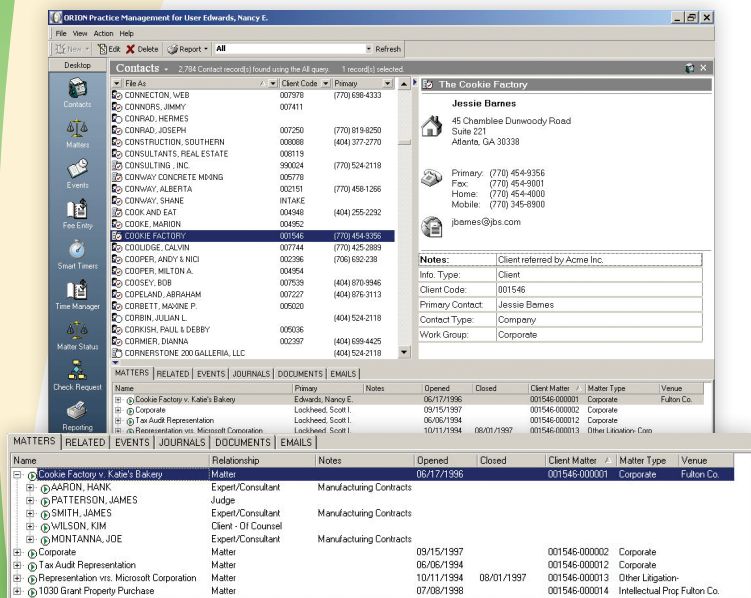 ORION Practice Management for User Edwards, Nancy E.
File View Action Help
New Edit Delete Report All Refresh
Desktop
Contacts
Matters
Events
Fee Entry
Smart Timers
Time Manager
Matter Status
Check Request
Reporting
Contacts 2,784 Contact record(s) found using the All query. 1 record(s) selected.
File As Client Code Primary
CONNECTON, WEB 007978 (770) 698-4333
CONNORS, JIMMY 007411
CONRAD, HERMES
CONRAD, JOSEPH 007250 (770) 819-8250
CONSTRUCTION, SOUTHERN 008088 (404) 377-2770
CONSULTANTS, REAL ESTATE 008119
CONSULTING , INC. 990024 (770) 524-2118
CONWAY CONCRETE MIXING 005778
CONWAY, ALBERTA 002151 (770) 458-1266
CONWAY, SHANE INTAKE
COOK AND EAT 004948 (404) 255-2292
COOKE, MARION 004952
COOKIE FACTORY 001546 (770) 454-9356
COOLIDGE, CALVIN 007744 (770) 425-2889
COOPER, ANDY & NICI 002396 (706) 692-238
COOPER, MILTON A. 004954
COOSEY, BOB 007539 (404) 870-9946
COPELAND, ABRAHAM 007227 (404) 876-3113
CORBETT, MAXINE P. 005020
CORBIN, JULIAN L. (404) 524-2118
CORKISH, PAUL & DEBBY 005036
CORMIER, DIANNA 002397 (404) 699-4425
CORNERSTONE 200 GALLERIA, LLC (404) 524-2118
The Cookie Factory
Jessie Barnes
45 Chamblee Dunwoody Road
Suite 221
Atlanta, GA 30338
Primary: (770) 454-9356
Fax: (770) 454-9001
Home: (770) 454-4000
Mobile: (770) 345-8900
jbarnes@jbs.com
Notes: Client referred by Acme Inc.
Info. Type: Client
Client Code: 001546
Primary Contact: Jessie Barnes
Contact Type: Company
Work Group: Corporate
MATTERS RELATED EVENTS JOURNALS DOCUMENTS EMAILS
Name Primary Notes Opened Closed Client Matter Matter Type Venue
Cookie Factory v. Katie's Bakery Edwards, Nancy E. 06/17/1996 001546-000001 Corporate Fulton Co.
Corporate Lockheed, Scott I. 09/15/1997 001546-000002 Corporate
Tax Audit Representation Lockheed, Scott I. 06/06/1994 001546-000012 Corporate
Representation vrs. Microsoft Corporation Lockheed, Scott I. 10/11/1994 08/01/1997 001546-000013 Other Litigation- Corp
MATTERS RELATED EVENTS JOURNALS DOCUMENTS EMAILS
Name Relationship Notes Opened Closed Client Matter Matter Type Venue
Cookie Factory v. Katie's Bakery Matter 06/17/1996 001546-000001 Corporate Fulton Co.
AARON, HANK Expert/Consultant Manufacturing Contracts
PATTERSON, JAMES Judge
SMITH, JAMES Expert/Consultant Manufacturing Contracts
WILSON, KIM Client - Of Counsel
MONTANNA, JOE Expert/Consultant Manufacturing Contracts
Corporate Matter 09/15/1997 001546-000002 Corporate
Tax Audit Representation Matter 06/06/1994 001546-000012 Corporate
Representation vrs. Microsoft Corporation Matter 10/11/1994 08/01/1997 001546-000013 Other Litigation-
1030 Grant Property Purchase Matter 07/08/1998 001546-000014 Intellectual Prop Fulton Co.